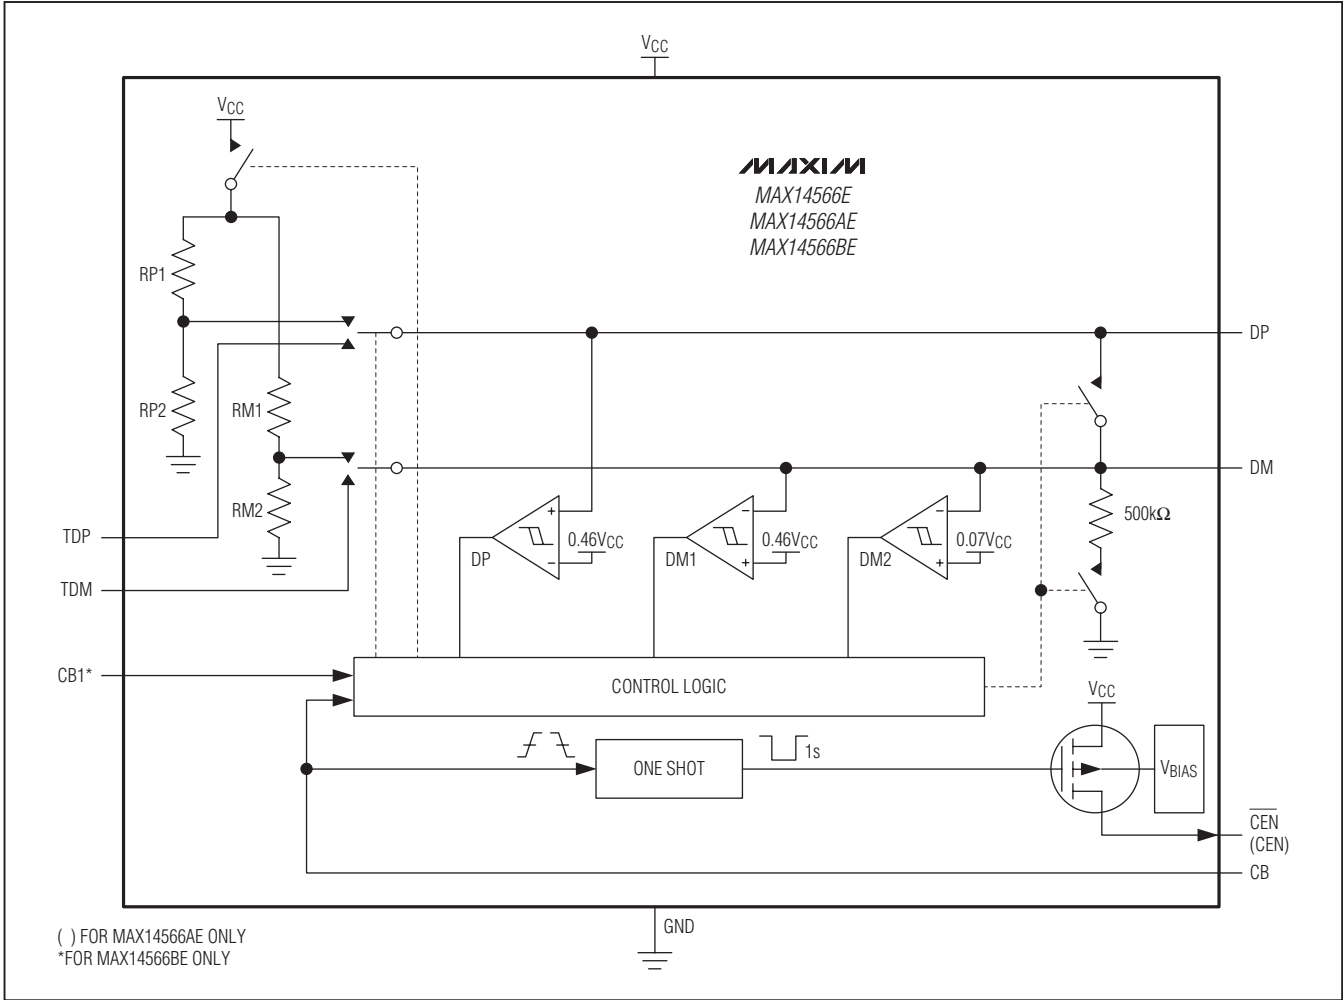 VCC
VCC
MAXIM
MAX14566E
MAX14566AE
MAX14566BE
RP1
DP
RP2
RM1
DM
RM2
500kΩ
+
−
−
TDP
0.46VCC
0.46VCC
0.07VCC
DP
−
DM1
+
DM2
+
TDM
CB1*
CONTROL LOGIC
VCC
1s
ONE SHOT
VBIAS
C̅E̅N̅
(CEN)
CB
GND
( ) FOR MAX14566AE ONLY
*FOR MAX14566BE ONLY